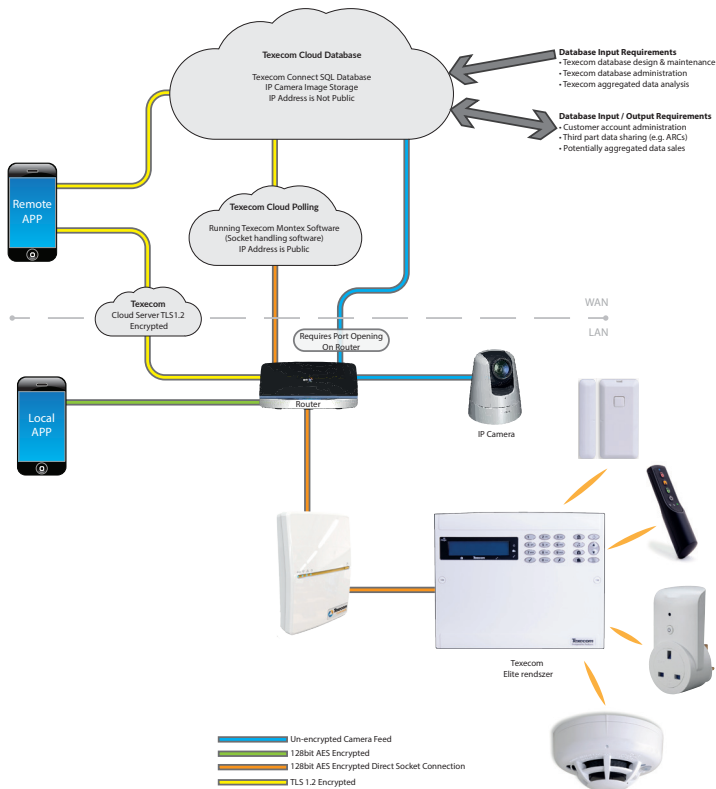 Texecom Cloud Database
Texecom Connect SQL Database
IP Camera Image Storage
IP Address is Not Public
Database Input Requirements
• Texecom database design & maintenance
• Texecom database administration
• Texecom aggregated data analysis
Database Input / Output Requirements
• Customer account administration
• Third part data sharing (e.g. ARCs)
• Potentially aggregated data sales
Remote
APP
Texecom Cloud Polling
Running Texecom Montex Software
(Socket handling software)
IP Address is Public
Texecom
Cloud Server TLS1.2
Encrypted
WAN
LAN
Requires Port Opening
On Router
Router
IP Camera
Local
APP
Texecom
Texecom
Texecom
Elite rendszer
Un-encrypted Camera Feed
128bit AES Encrypted
128bit AES Encrypted Direct Socket Connection
TLS 1.2 Encrypted